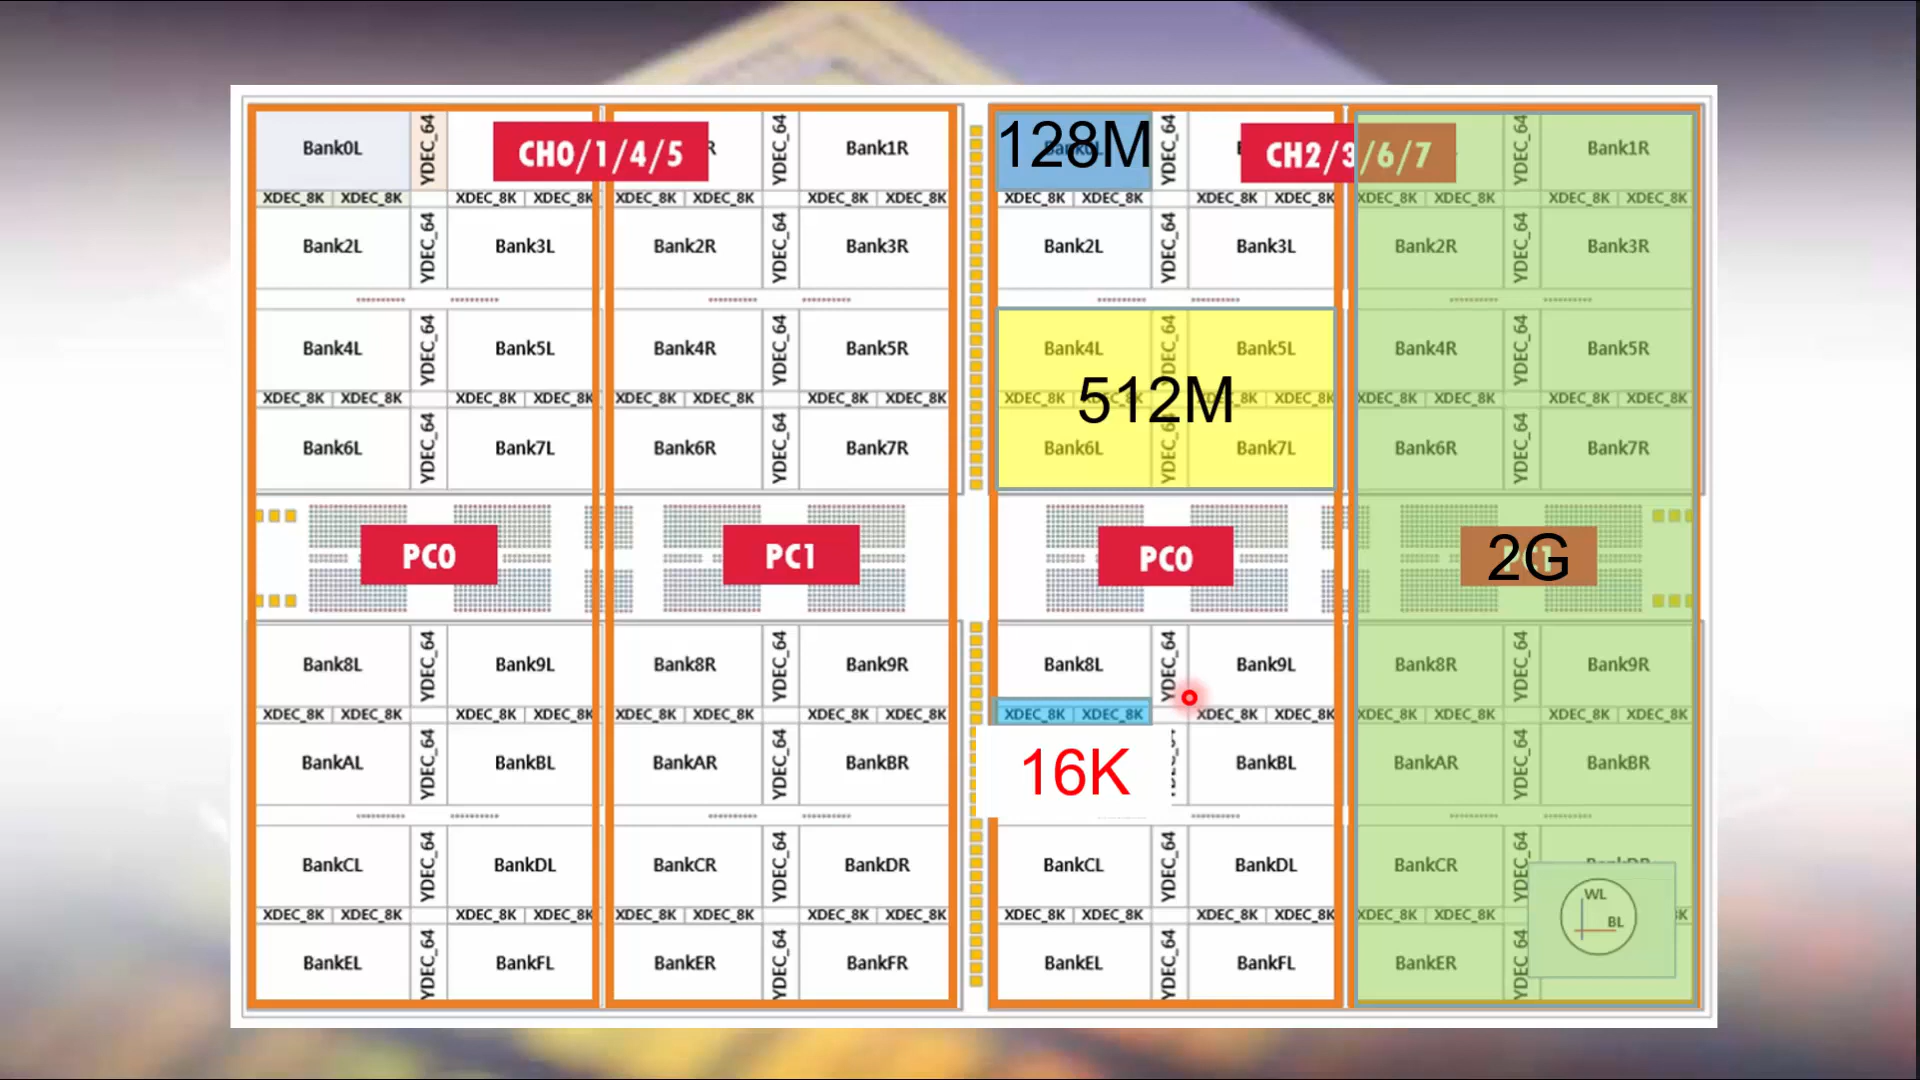 Bank0L YDEC_64 CH0/1/4/5 R YDEC_64 Bank1R 128M YDEC_64 CH2/3/6/7 YDEC_64 Bank1R
XDEC_8K XDEC_8K XDEC_8K XDEC_8K XDEC_8K XDEC_8K XDEC_8K XDEC_8K XDEC_8K XDEC_8K XDEC_8K XDEC_8K XDEC_8K XDEC_8K XDEC_8K XDEC_8K
Bank2L YDEC_64 Bank3L Bank2R YDEC_64 Bank3R Bank2L YDEC_64 Bank3L Bank2R YDEC_64 Bank3R
Bank4L YDEC_64 Bank5L Bank4R YDEC_64 Bank5R Bank4L YDEC_64 Bank5L Bank4R YDEC_64 Bank5R
XDEC_8K XDEC_8K XDEC_8K XDEC_8K XDEC_8K XDEC_8K XDEC_8K XDEC_8K XDEC_8K 512M XDEC_8K XDEC_8K XDEC_8K XDEC_8K XDEC_8K
Bank6L YDEC_64 Bank7L Bank6R YDEC_64 Bank7R Bank6L YDEC_64 Bank7L Bank6R YDEC_64 Bank7R
PC0 PC1 PC0 2G
Bank8L YDEC_64 Bank9L Bank8R YDEC_64 Bank9R Bank8L YDEC_64 Bank9L Bank8R YDEC_64 Bank9R
XDEC_8K XDEC_8K XDEC_8K XDEC_8K XDEC_8K XDEC_8K XDEC_8K XDEC_8K XDEC_8K XDEC_8K XDEC_8K XDEC_8K XDEC_8K XDEC_8K XDEC_8K XDEC_8K
BankAL YDEC_64 BankBL BankAR YDEC_64 BankBR 16K BankBL BankAR YDEC_64 BankBR
BankCL YDEC_64 BankDL BankCR YDEC_64 BankDR BankCL YDEC_64 BankDL BankCR YDEC_64
WL
BL
XDEC_8K XDEC_8K XDEC_8K XDEC_8K XDEC_8K XDEC_8K XDEC_8K XDEC_8K XDEC_8K XDEC_8K XDEC_8K XDEC_8K XDEC_8K XDEC_8K
BankEL YDEC_64 BankFL BankER YDEC_64 BankFR BankEL YDEC_64 BankFL BankER YDEC_64